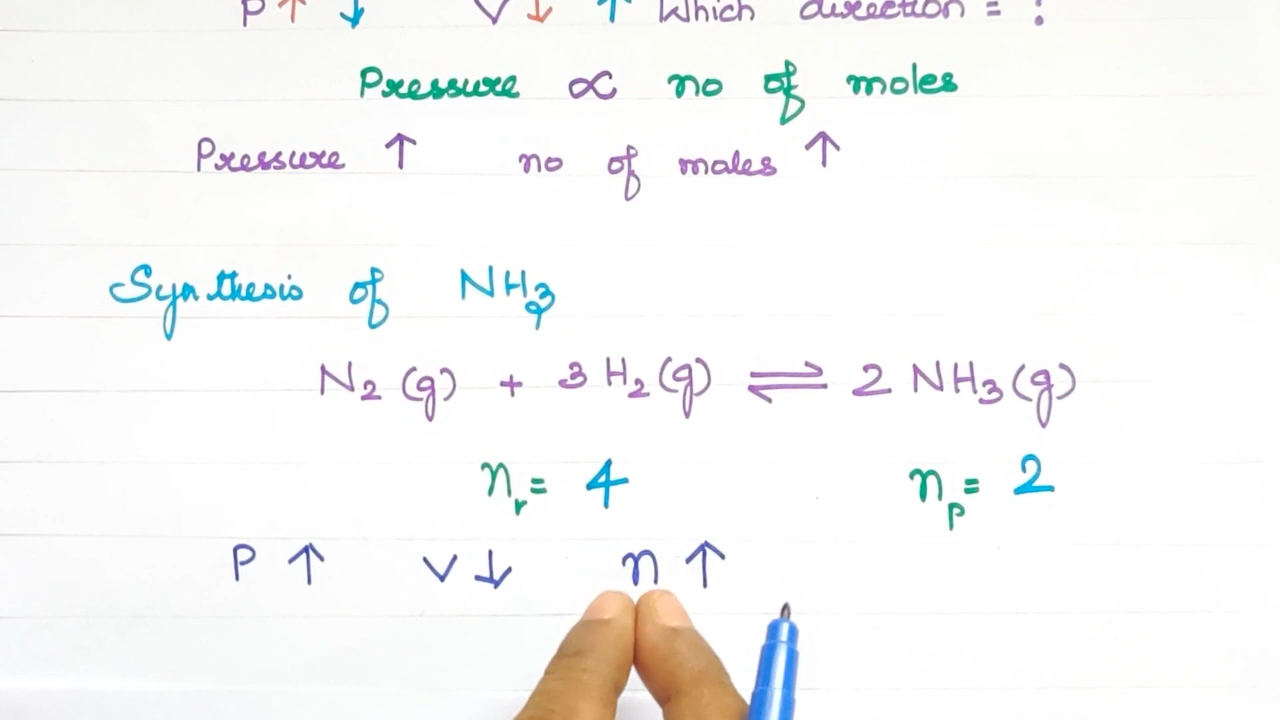 P↑ ↓ V↓ ↑ Which direction = ?
Pressure ∝ no of moles
Pressure ↑ no of males ↑
Synthesis of NH3
N2 (g) + 3 H2 (g) ⇌ 2 NH3 (g)
nr = 4 np = 2
P ↑ V ↓ n ↑